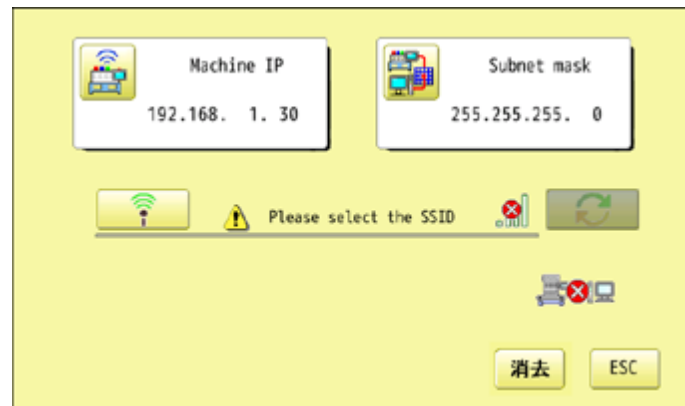 Machine IP
192.168.  1. 30
Subnet mask
255.255.255.  0
Please select the SSID
消去
ESC